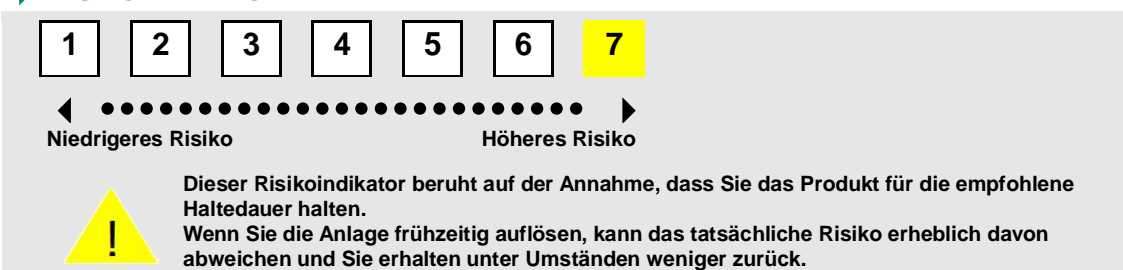 1 2 3 4 5 6 7
Niedrigeres Risiko Höheres Risiko
Dieser Risikoindikator beruht auf der Annahme, dass Sie das Produkt für die empfohlene
Haltedauer halten.
! Wenn Sie die Anlage frühzeitig auflösen, kann das tatsächliche Risiko erheblich davon
abweichen und Sie erhalten unter Umständen weniger zurück.